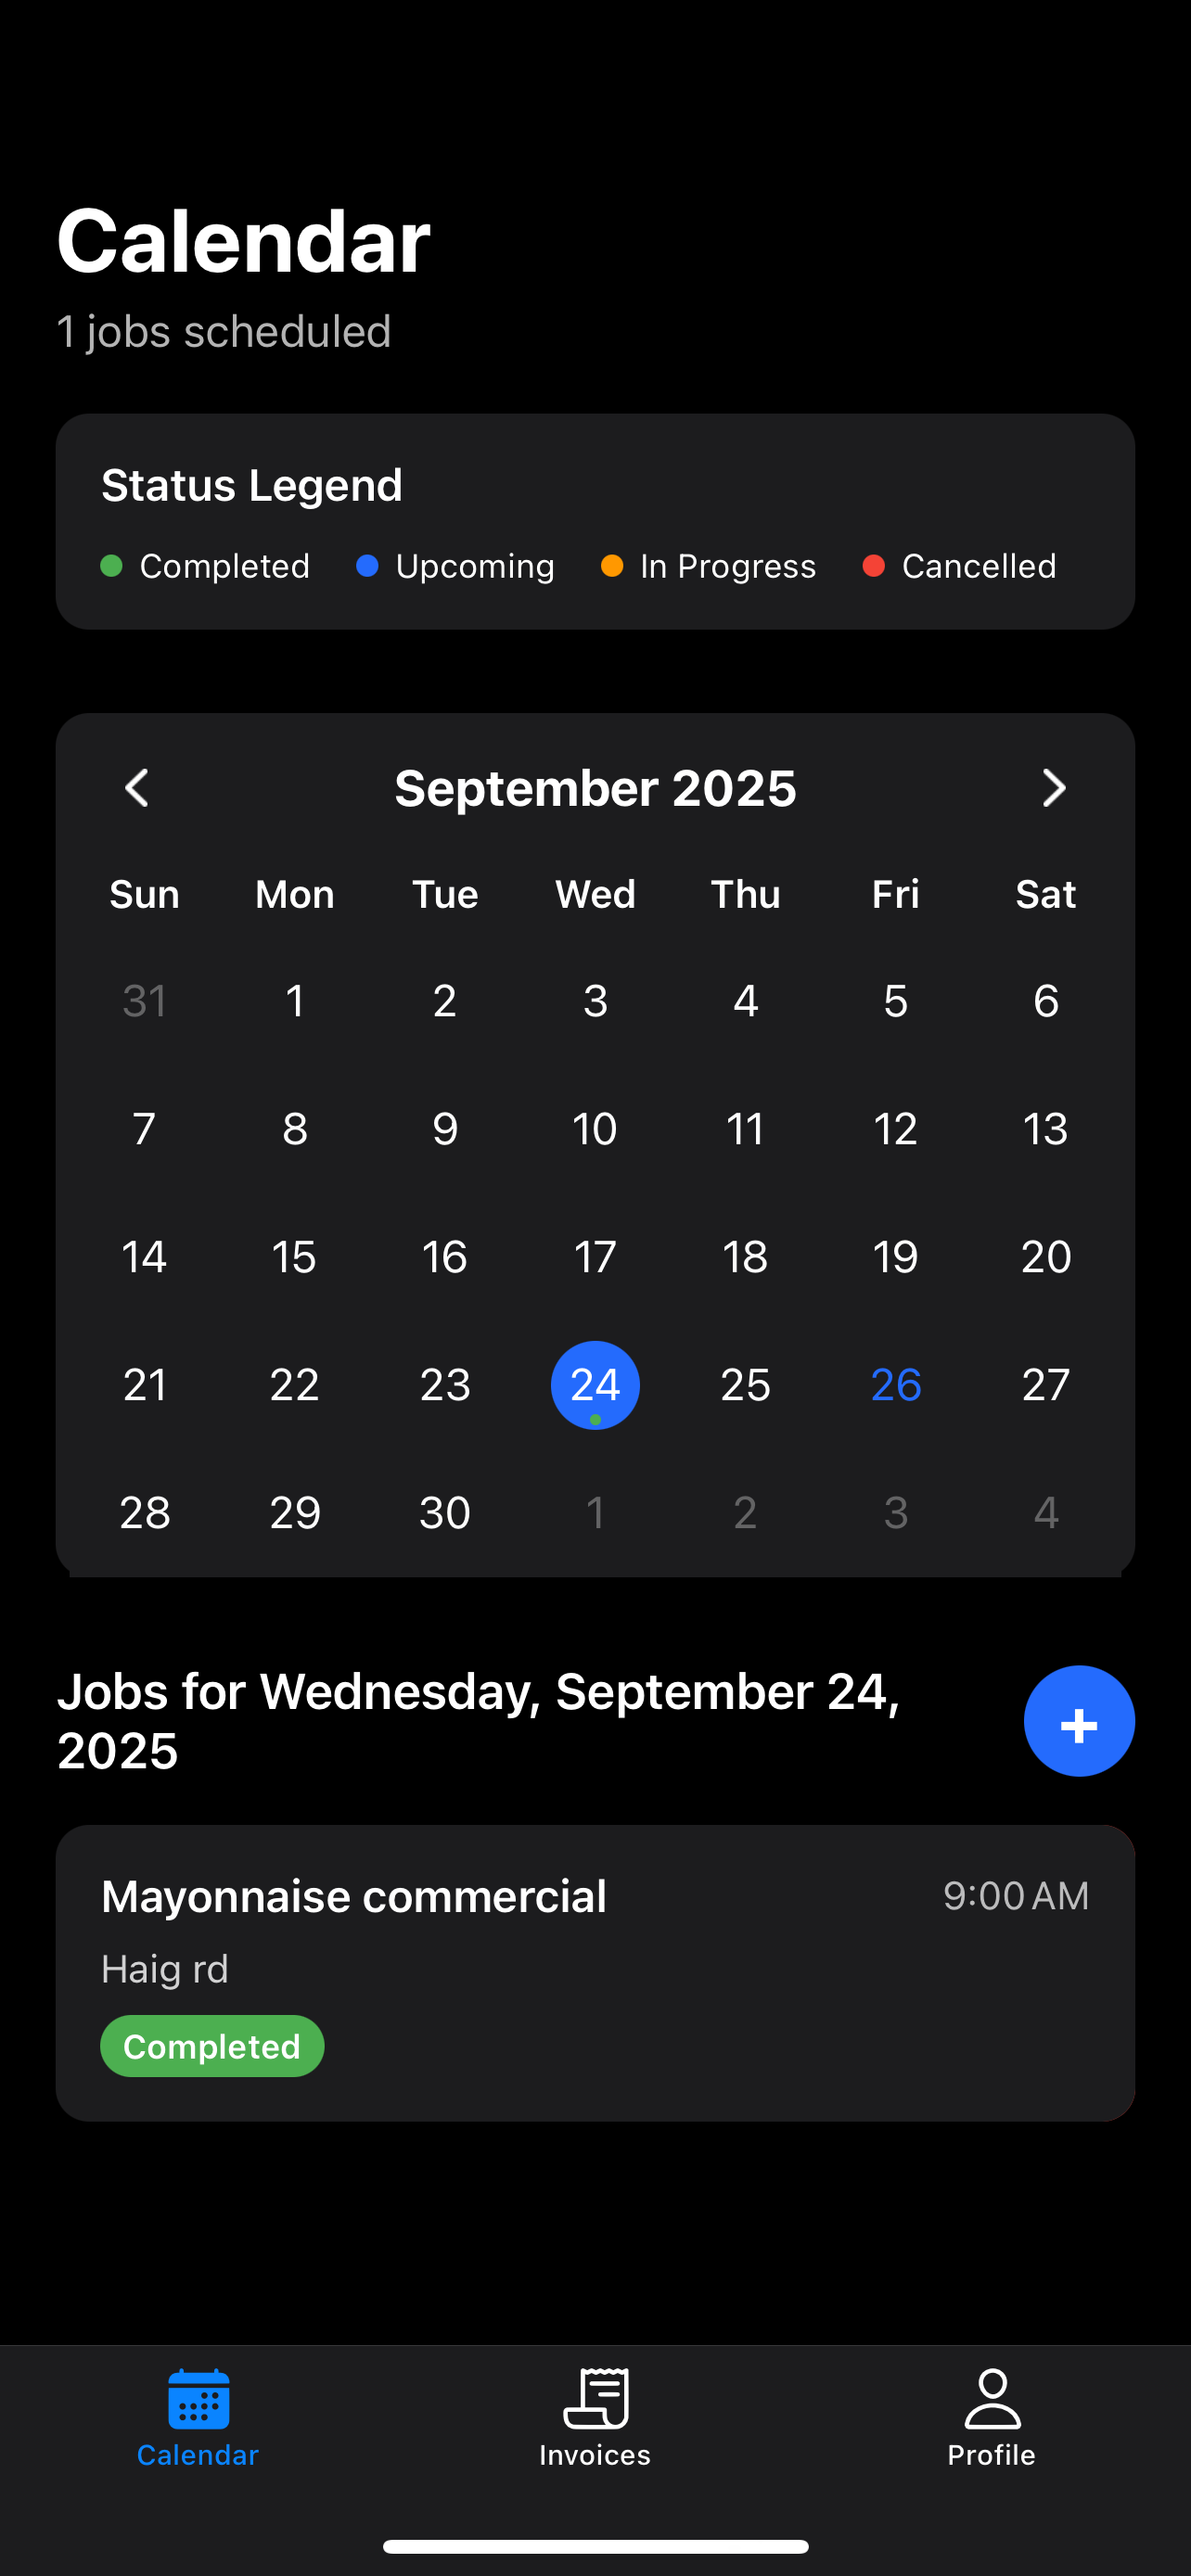 Calendar
1 jobs scheduled
Status Legend
Completed Upcoming In Progress Cancelled
September 2025
Sun Mon Tue Wed Thu Fri Sat
31 1 2 3 4 5 6
7 8 9 10 11 12 13
14 15 16 17 18 19 20
21 22 23 24 25 26 27
28 29 30 1 2 3 4
Jobs for Wednesday, September 24,
2025
+
Mayonnaise commercial 9:00 AM
Haig rd
Completed
Calendar Invoices Profile